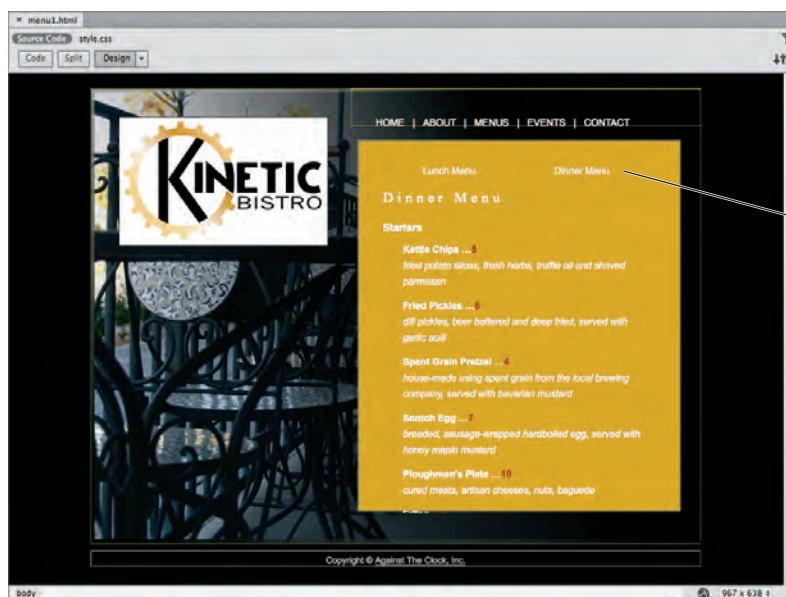 × menu1.html
Source Code style.css
Code Split Design
HOME | ABOUT | MENUS | EVENTS | CONTACT
KINETIC
BISTRO
Lunch Menu Dinner Menu
Dinner Menu
Starters
Kettle Chips ...5
fried potato slices, fresh herbs, truffle oil and shaved
parmesan
Fried Pickles ...6
dill pickles, beer battered and deep fried, served with
garlic aoili
Spent Grain Pretzel ...4
house-made using spent grain from the local brewing
company, served with bavarian mustard
Scotch Egg ...7
breaded, sausage-wrapped hardboiled egg, served with
honey maple mustard
Ploughman's Plate ...10
cured meats, artisan cheeses, nuts, baguette
Copyright © Against The Clock, Inc.
body 967 x 638